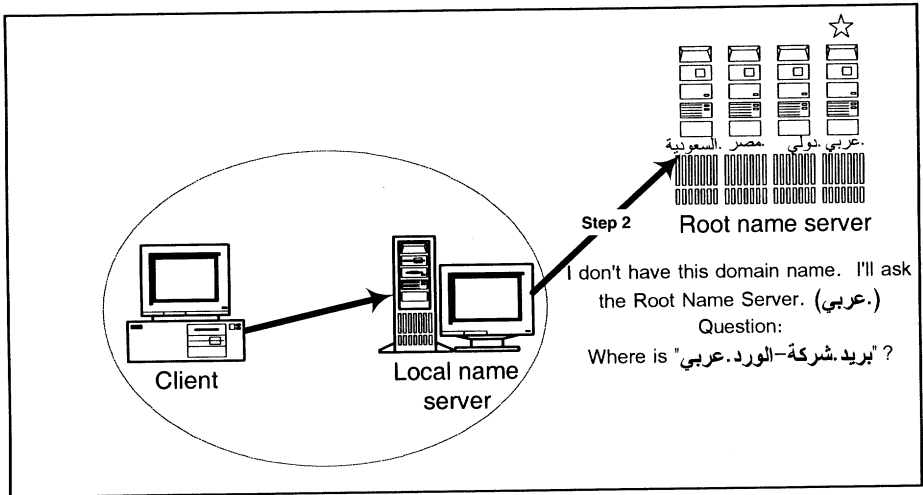 السعودية. مصر. دولي. عربي.
Step 2
Root name server
I don't have this domain name. I'll ask
the Root Name Server. (عربي.)
Question:
Where is "بريد.شركة-الورد.عربي" ?
Client
Local name
server